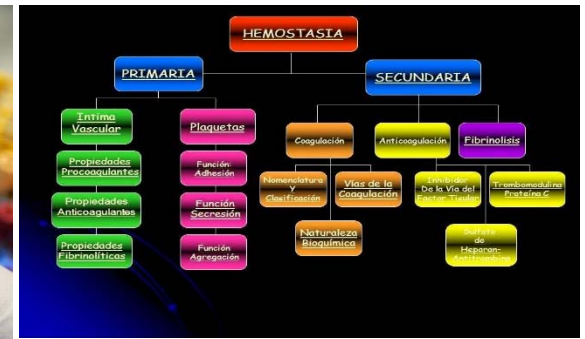 HEMOSTASIA
PRIMARIA
SECUNDARIA
Intima
Vascular
Plaquetas
Coagulación
Anticoagulación
Fibrinolisis
Propiedades
Procoagulantes
Función:
Adhesión
Nomenclatura
y
Clasificación
Vías de la
Coagulación
Inhibidor
De la Vía del
Factor Tisular
Trombomodulina
Proteína C
Propiedades
Anticoagulantes
Función
Secresión
Naturaleza
Bioquímica
Sulfato
de
Heparan-
Antitrombina
Propiedades
Fibrinolíticas
Función
Agregación